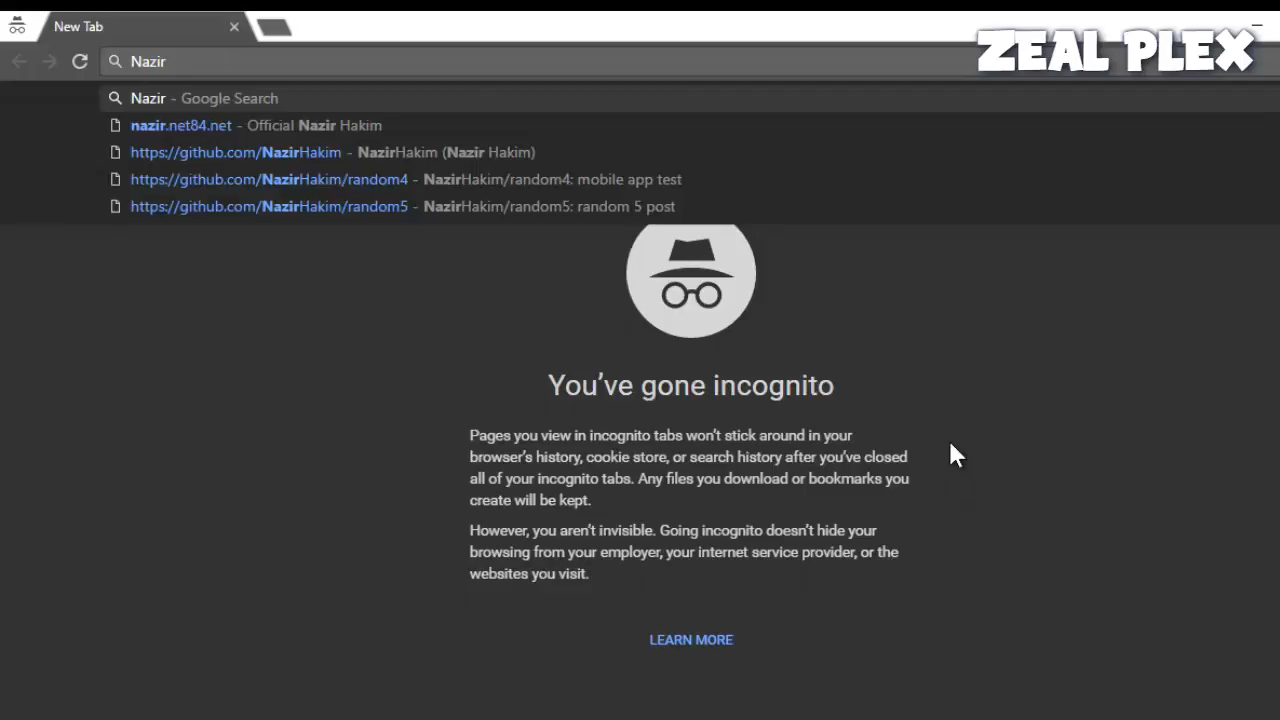 New Tab
ZEAL PLEX
Nazir
Nazir - Google Search
nazir.net84.net - Official Nazir Hakim
https://github.com/NazirHakim - NazirHakim (Nazir Hakim)
https://github.com/NazirHakim/random4 - NazirHakim/random4: mobile app test
https://github.com/NazirHakim/random5 - NazirHakim/random5: random 5 post
You've gone incognito
Pages you view in incognito tabs won't stick around in your
browser's history, cookie store, or search history after you've closed
all of your incognito tabs. Any files you download or bookmarks you
create will be kept.
However, you aren't invisible. Going incognito doesn't hide your
browsing from your employer, your internet service provider, or the
websites you visit.
LEARN MORE